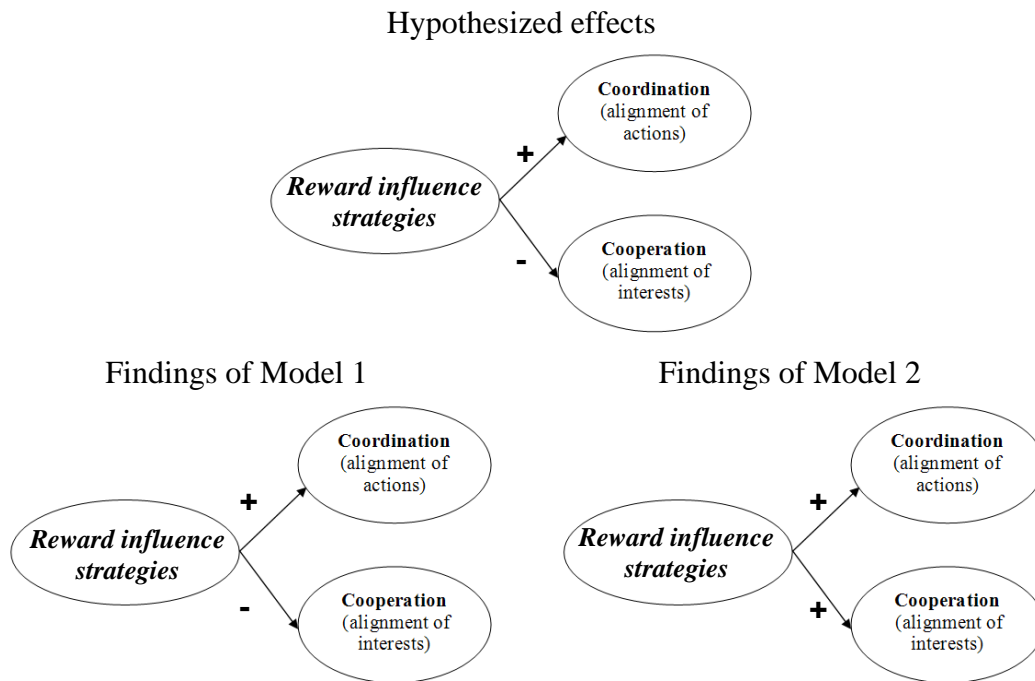 Hypothesized effects
Coordination
(alignment of
actions)
+
Reward influence
strategies
-
Cooperation
(alignment of
interests)
Findings of Model 1
Coordination
(alignment of
actions)
+
Reward influence
strategies
-
Cooperation
(alignment of
interests)
Findings of Model 2
Coordination
(alignment of
actions)
+
Reward influence
strategies
+
Cooperation
(alignment of
interests)